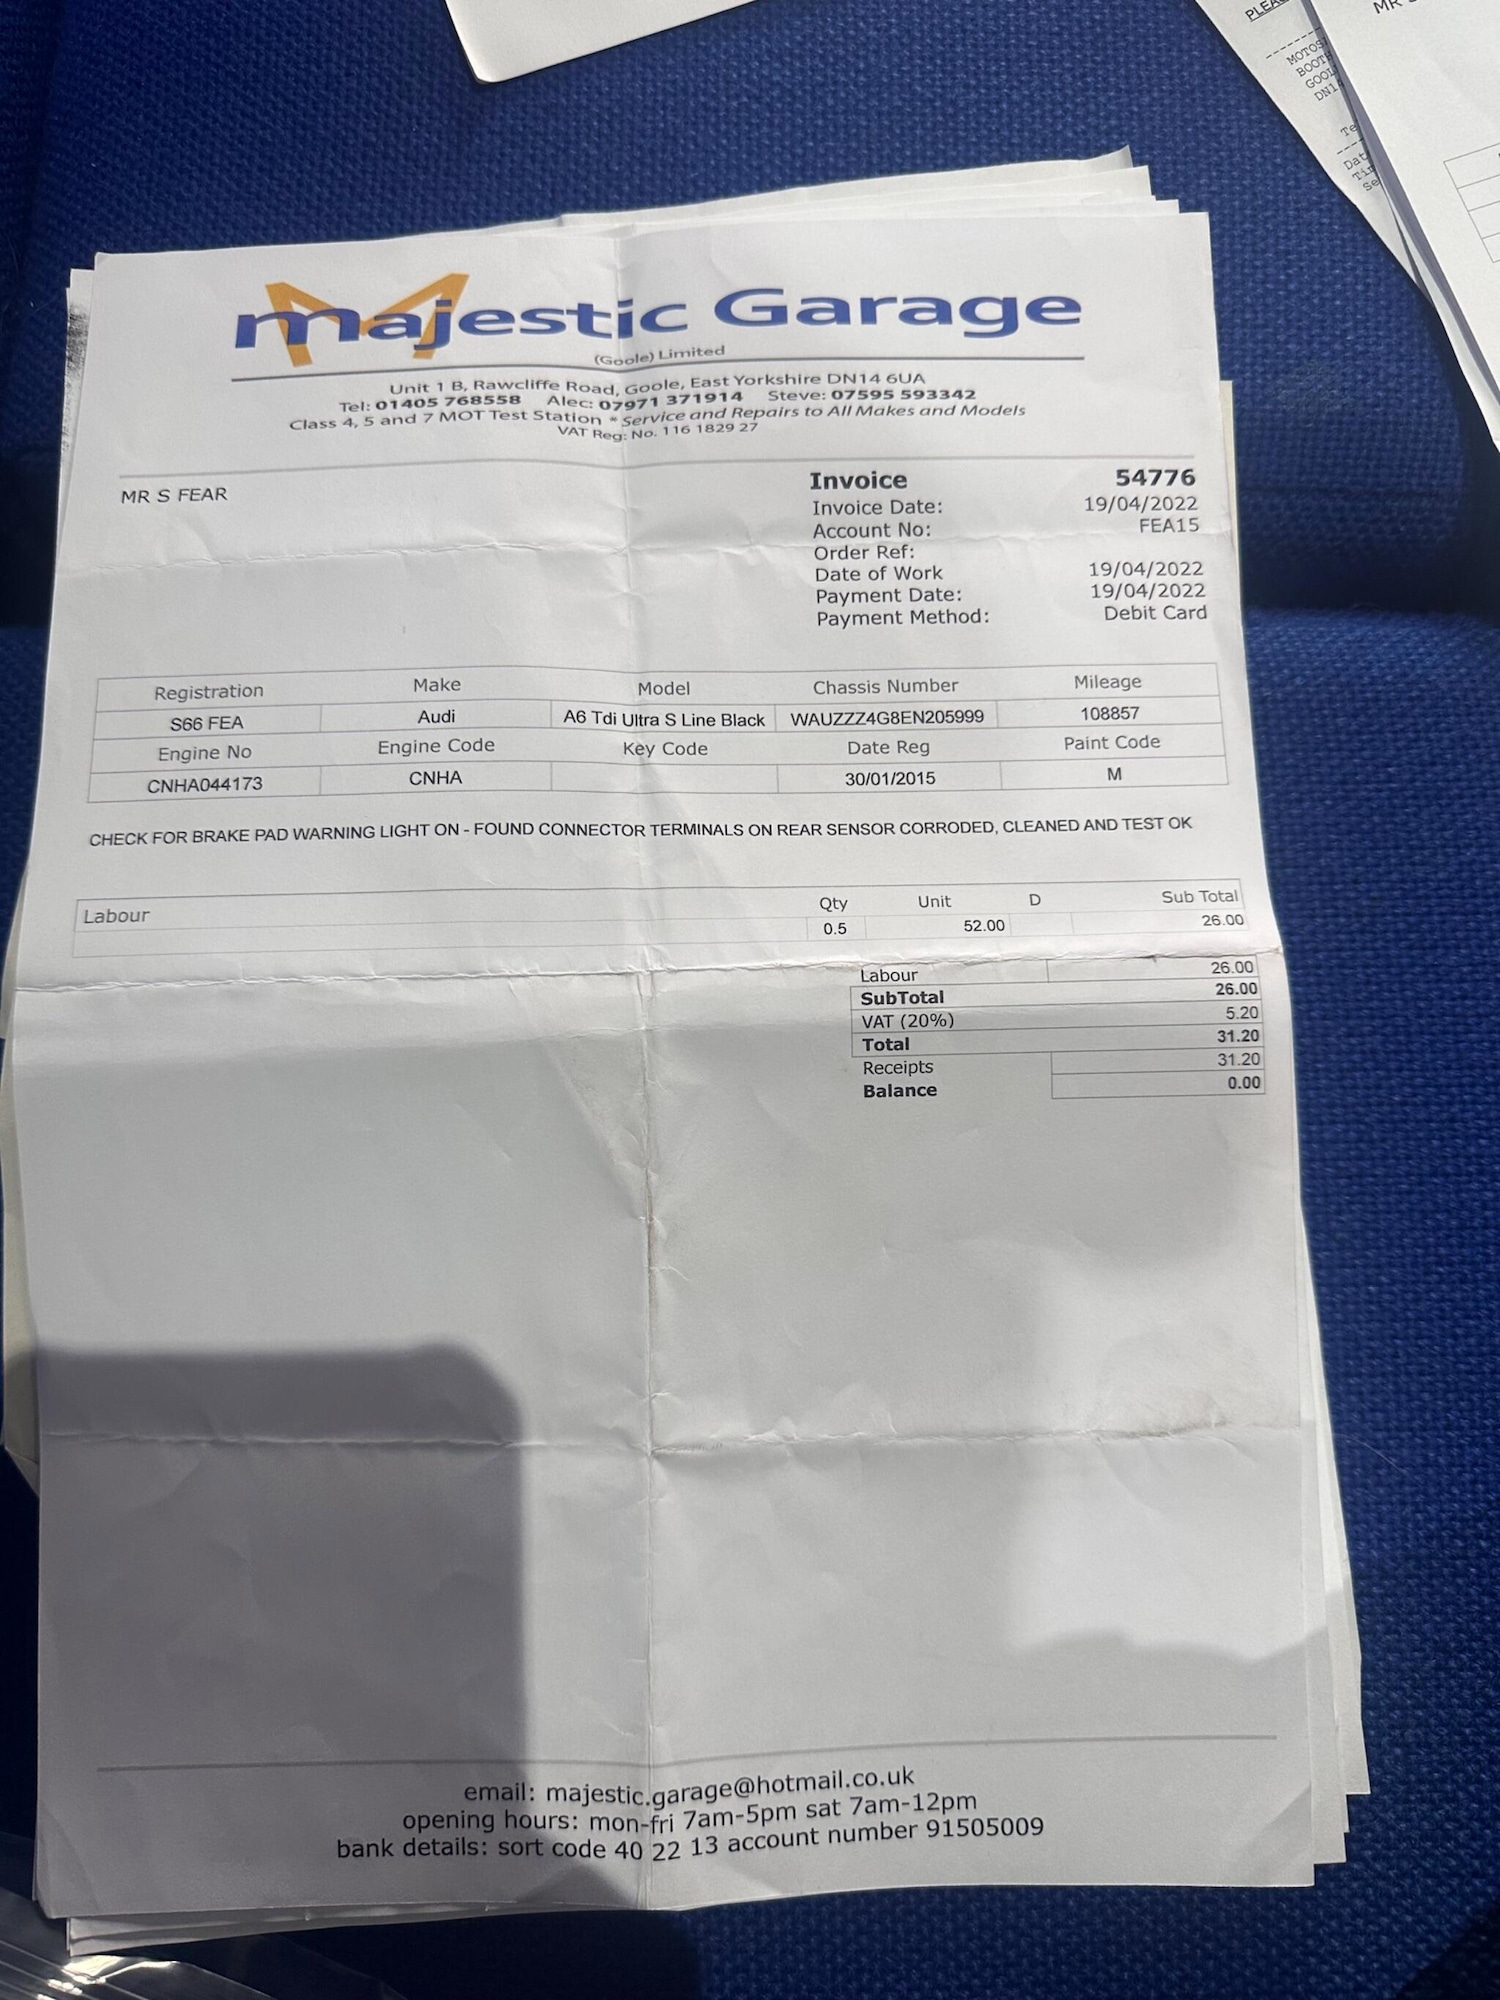 majestic Garage
(Goole) Limited
Unit 1 B, Rawcliffe Road, Goole, East Yorkshire DN14 6UA
Tel: 01405 768558 Alec: 07971 371914 Steve: 07595 593342
Class 4, 5 and 7 MOT Test Station * Service and Repairs to All Makes and Models
VAT Reg: No. 116 1829 27
MR S FEAR
Invoice 54776
Invoice Date: 19/04/2022
Account No: FEA15
Order Ref:
Date of Work 19/04/2022
Payment Date: 19/04/2022
Payment Method: Debit Card
Registration Make Model Chassis Number Mileage
S66 FEA Audi A6 Tdi Ultra S Line Black WAUZZZ4G8EN205999 108857
Engine No Engine Code Key Code Date Reg Paint Code
CNHA044173 CNHA 30/01/2015 M
CHECK FOR BRAKE PAD WARNING LIGHT ON - FOUND CONNECTOR TERMINALS ON REAR SENSOR CORRODED, CLEANED AND TEST OK
Labour Qty Unit D Sub Total
0.5 52.00 26.00
Labour 26.00
SubTotal 26.00
VAT (20%) 5.20
Total 31.20
Receipts 31.20
Balance 0.00
email: majestic.garage@hotmail.co.uk
opening hours: mon-fri 7am-5pm sat 7am-12pm
bank details: sort code 40 22 13 account number 91505009
MR
BOOTH